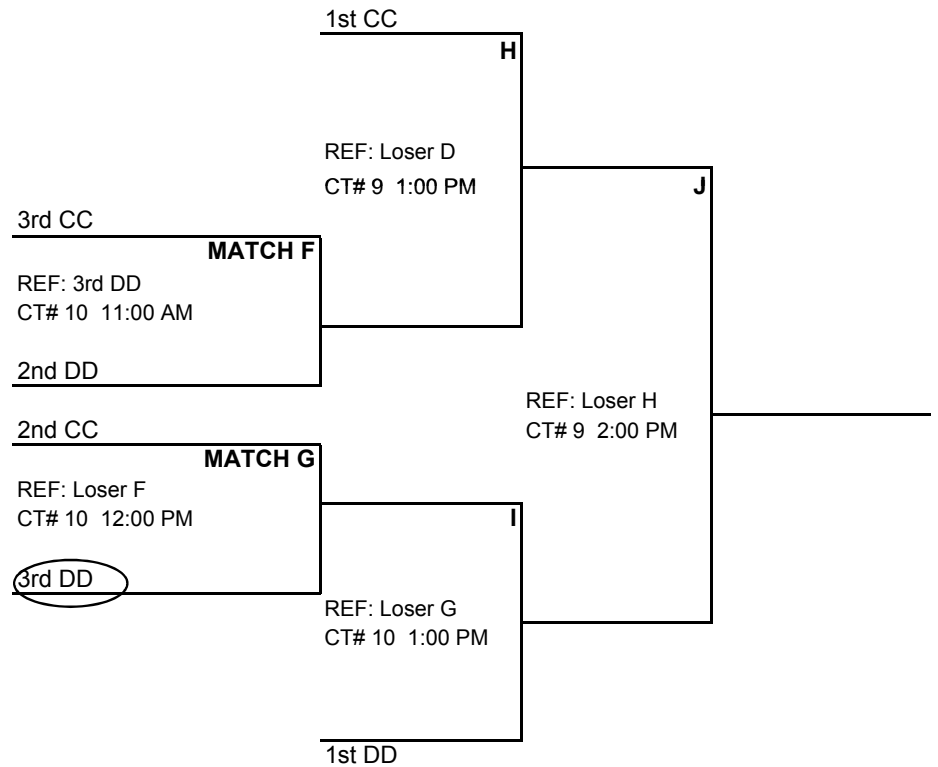 1st CC
H
REF: Loser D
CT# 9 1:00 PM
J
3rd CC
MATCH F
REF: 3rd DD
CT# 10 11:00 AM
2nd DD
REF: Loser H
CT# 9 2:00 PM
2nd CC
MATCH G
REF: Loser F
CT# 10 12:00 PM
I
3rd DD
REF: Loser G
CT# 10 1:00 PM
1st DD